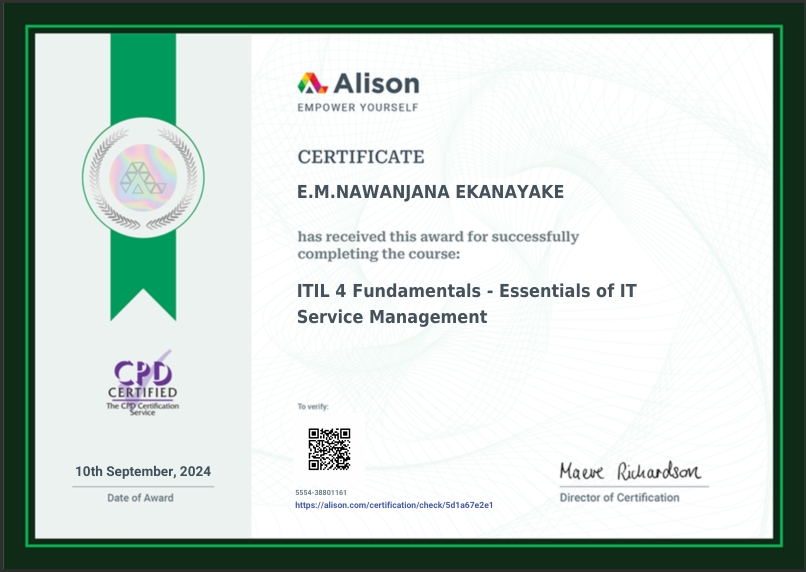 Alison
EMPOWER YOURSELF
CERTIFICATE
E.M.NAWANJANA EKANAYAKE
has received this award for successfully
completing the course:
ITIL 4 Fundamentals - Essentials of IT
Service Management
CPD
CERTIFIED
The CPD Certification
Service
10th September, 2024
Date of Award
To verify:
5554-38801161
https://alison.com/certification/check/5d1a67e2e1
Maeve Richardson
Director of Certification